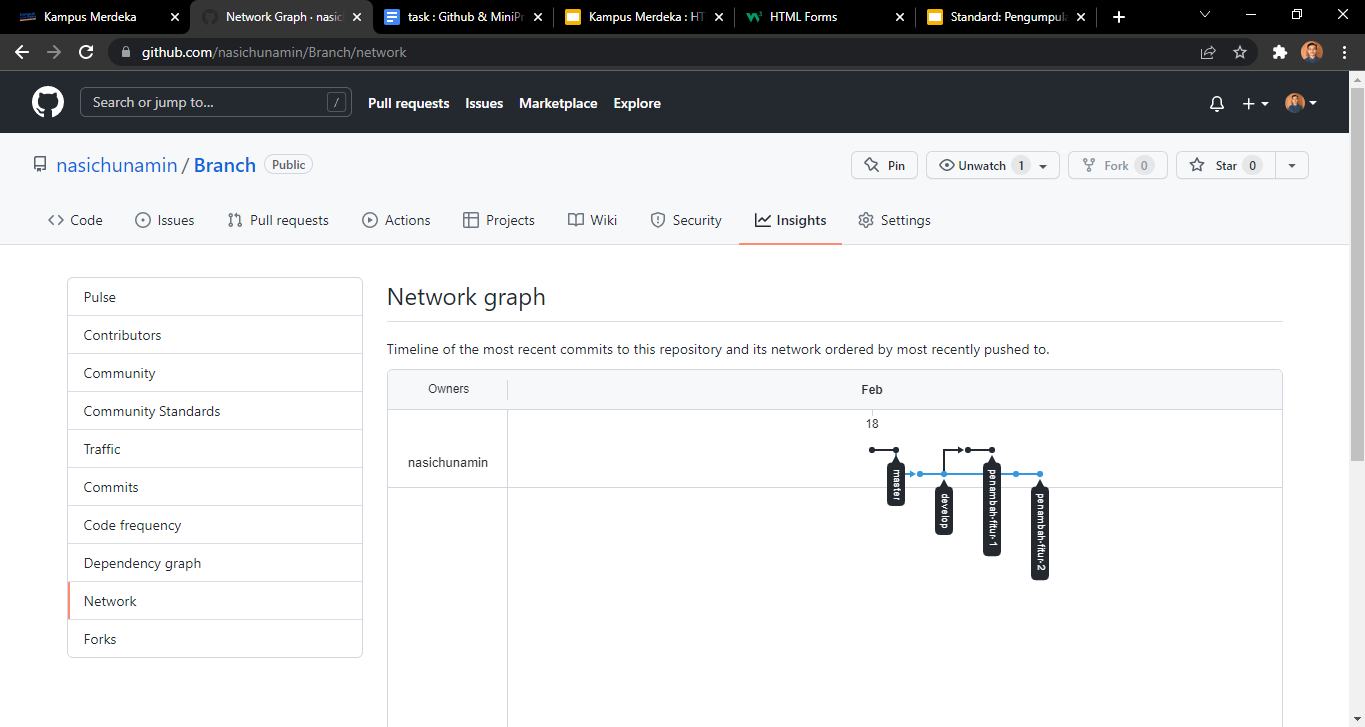 Kampus Merdeka
Network Graph · nasic
task : Github & MiniPr
Kampus Merdeka : HT
HTML Forms
Standard: Pengumpula
github.com/nasichunamin/Branch/network
Search or jump to...
/
Pull requests
Issues
Marketplace
Explore
nasichunamin / Branch
Public
Pin
Unwatch 1
Fork 0
Star 0
Code
Issues
Pull requests
Actions
Projects
Wiki
Security
Insights
Settings
Pulse
Contributors
Community
Community Standards
Traffic
Commits
Code frequency
Dependency graph
Network
Forks
Network graph
Timeline of the most recent commits to this repository and its network ordered by most recently pushed to.
Owners
Feb
18
nasichunamin
master
develop
penambah-fitur-1
penambah-fitur-2